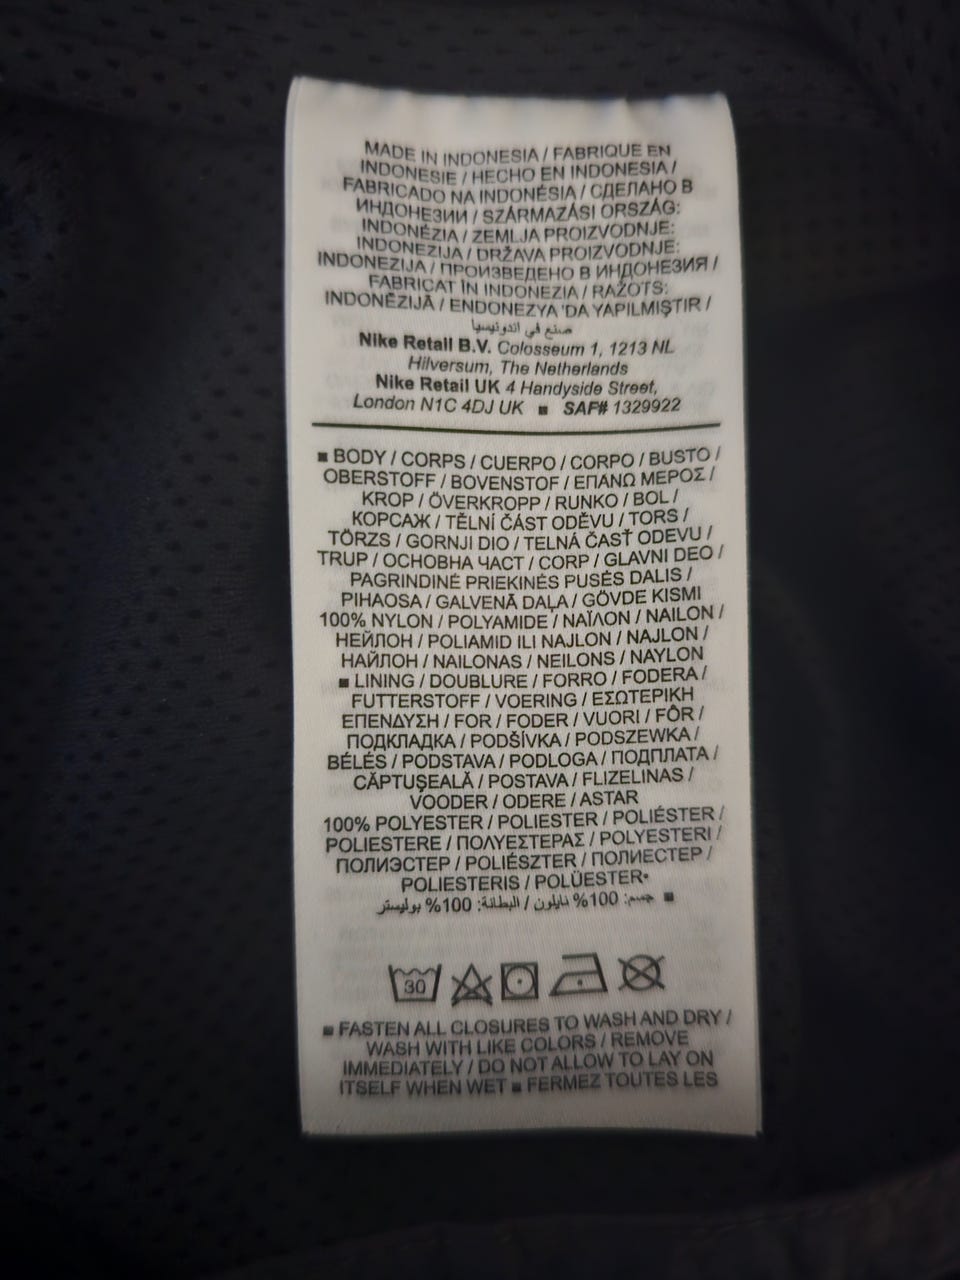 MADE IN INDONESIA / FABRIQUE EN
INDONESIE / HECHO EN INDONESIA /
FABRICADO NA INDONÉSIA / СДЕЛАНО В
ИНДОНЕЗИИ / SZÁRMAZÁSI ORSZÁG:
INDONÉZIA / ZEMLJA PROIZVODNJE:
INDONEZIJA / DRŽAVA PROIZVODNJE:
INDONEZIJA / ПРОИЗВЕДЕНО В ИНДОНЕЗИЯ /
FABRICAT ÎN INDONEZIA / RAŽOTS:
INDONĒZIJĀ / ENDONEZYA 'DA YAPILMIŞTIR /
صنع في اندونيسيا
Nike Retail B.V. Colosseum 1, 1213 NL
Hilversum, The Netherlands
Nike Retail UK 4 Handyside Street,
London N1C 4DJ UK ■ SAF# 1329922
■ BODY / CORPS / CUERPO / CORPO / BUSTO /
OBERSTOFF / BOVENSTOF / ΕΠΑΝΩ ΜΕΡΟΣ /
KROP / ÖVERKROPP / RUNKO / BOL /
КОРСАЖ / TĚLNÍ ČÁST ODĚVU / TORS /
TÖRZS / GORNJI DIO / TELNÁ ČASŤ ODEVU /
TRUP / ОСНОВНА ЧАСТ / CORP / GLAVNI DEO /
PAGRINDINĖ PRIEKINĖS PUSĖS DALIS /
PIHAOSA / GALVENĀ DAĻA / GÖVDE KISMI
100% NYLON / POLYAMIDE / ΝΑΪΛΟΝ / NAILON /
НЕЙЛОН / POLIAMID ILI NAJLON / NAJLON /
НАЙЛОН / NAILONAS / NEILONS / NAYLON
■ LINING / DOUBLURE / FORRO / FODERA /
FUTTERSTOFF / VOERING / ΕΣΩΤΕΡΙΚΗ
ΕΠΕΝΔΥΣΗ / FOR / FODER / VUORI / FÔR /
ПОДКЛАДКА / PODŠÍVKA / PODSZEWKA /
BÉLÉS / PODSTAVA / PODLOGA / ПОДПЛАТА /
CĂPTUŞEALĂ / POSTAVA / FLIZELINAS /
VOODER / ODERE / ASTAR
100% POLYESTER / POLIESTER / POLIÉSTER /
POLIESTERE / ΠΟΛΥΕΣΤΕΡΑΣ / POLYESTERI /
ПОЛИЭСТЕР / POLIÉSZTER / ПОЛИЕСТЕР /
POLIESTERIS / POLÜESTER•
■ جسم: 100% نايلون / البطانة: 100% بوليستر
30
■ FASTEN ALL CLOSURES TO WASH AND DRY /
WASH WITH LIKE COLORS / REMOVE
IMMEDIATELY / DO NOT ALLOW TO LAY ON
ITSELF WHEN WET ■ FERMEZ TOUTES LES